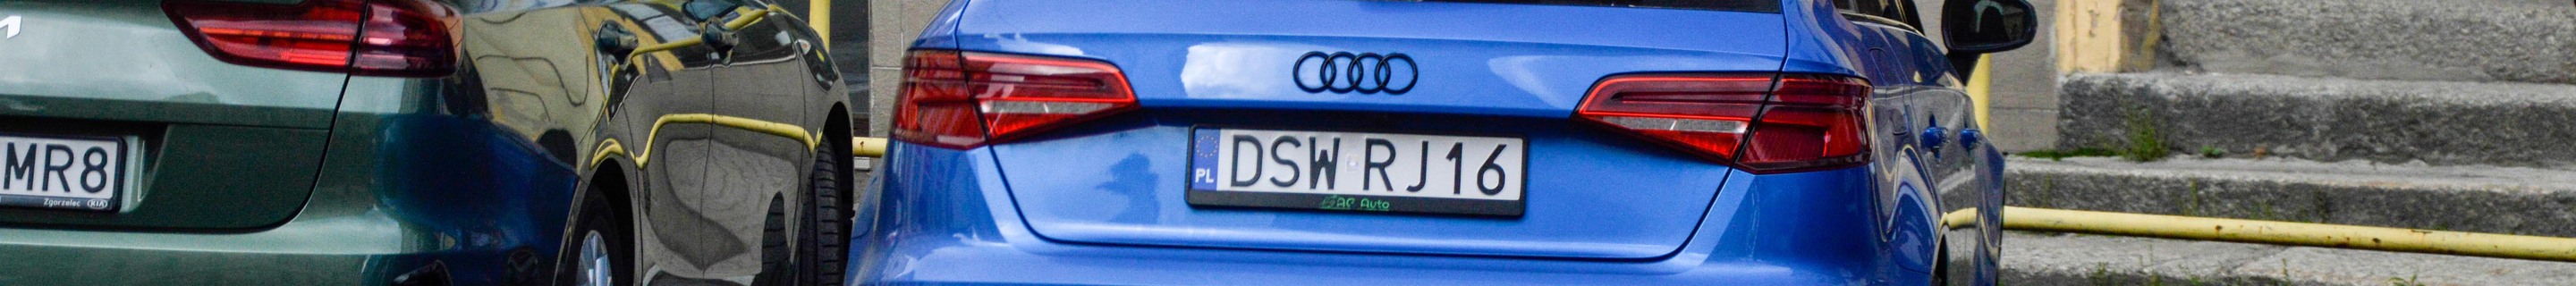 MR8
Zgorzelec KIA
PL DSW RJ16
AC Auto